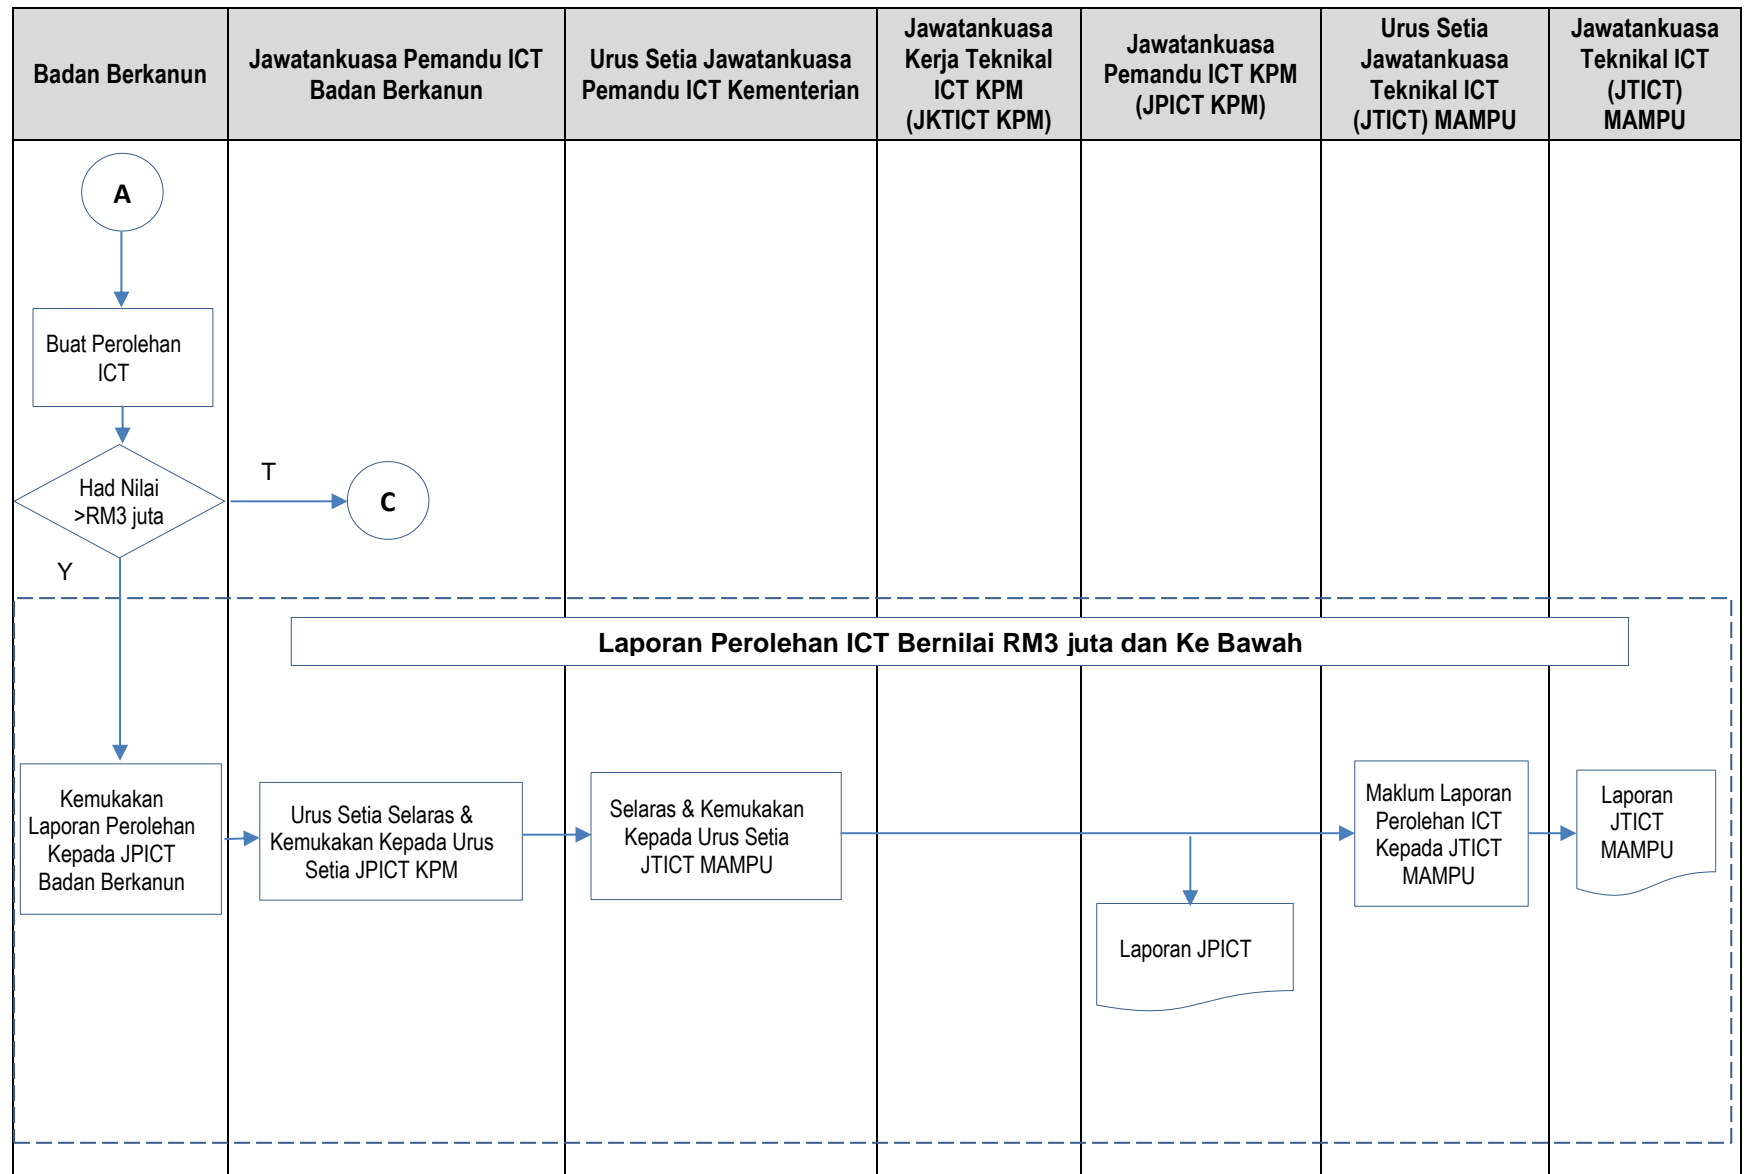 Badan Berkanun
Jawatankuasa Pemandu ICT
Badan Berkanun
Urus Setia Jawatankuasa
Pemandu ICT Kementerian
Jawatankuasa
Kerja Teknikal
ICT KPM
(JKTICT KPM)
Jawatankuasa
Pemandu ICT KPM
(JPICT KPM)
Urus Setia
Jawatankuasa
Teknikal ICT
(JTICT) MAMPU
Jawatankuasa
Teknikal ICT
(JTICT)
MAMPU
A
Buat Perolehan
ICT
Had Nilai
>RM3 juta
T
C
Y
Laporan Perolehan ICT Bernilai RM3 juta dan Ke Bawah
Kemukakan
Laporan Perolehan
Kepada JPICT
Badan Berkanun
Urus Setia Selaras &
Kemukakan Kepada Urus
Setia JPICT KPM
Selaras & Kemukakan
Kepada Urus Setia
JTICT MAMPU
Laporan JPICT
Maklum Laporan
Perolehan ICT
Kepada JTICT
MAMPU
Laporan
JTICT
MAMPU